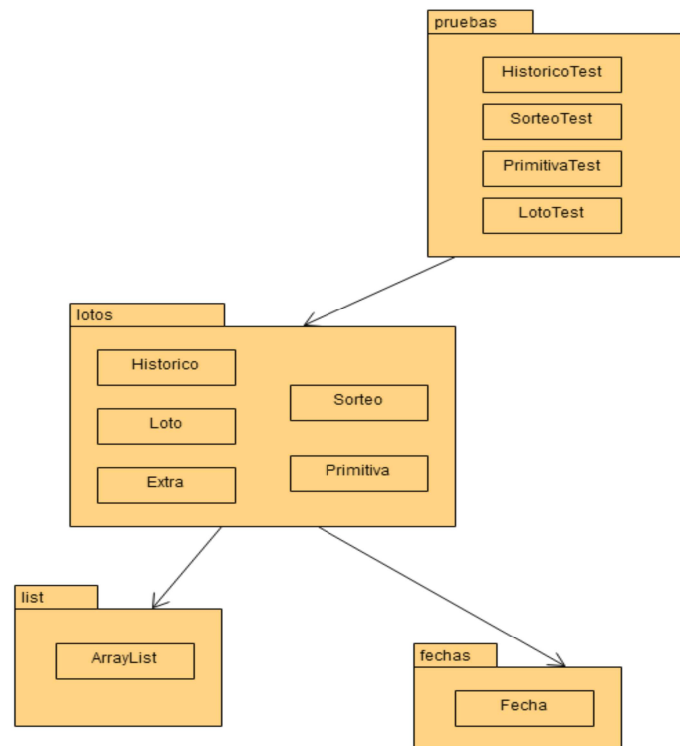 pruebas
HistoricoTest
SorteoTest
PrimitivaTest
LotoTest
lotos
Historico
Loto
Extra
Sorteo
Primitiva
list
ArrayList
fechas
Fecha